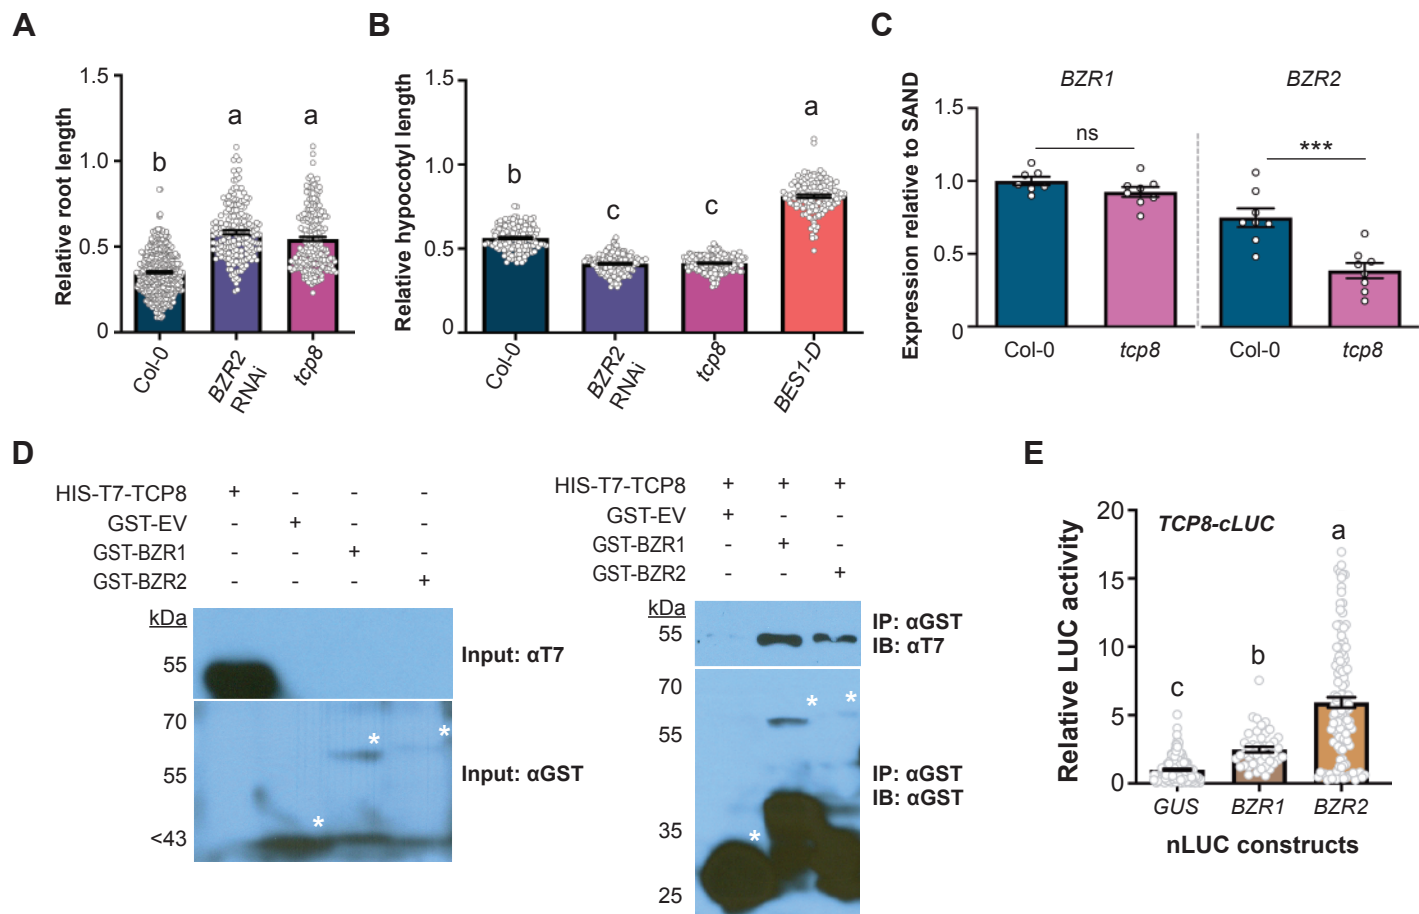 A
Relative root length
1.5
1.0
0.5
0
b
a
a
Col-0
BZR2
RNAi
tcp8
B
Relative hypocotyl length
1.5
1.0
0.5
0
b
c
c
a
Col-0
BZR2
RNAi
tcp8
BES1-D
C
Expression relative to SAND
BZR1
BZR2
1.5
1.0
0.5
0
ns
***
Col-0
tcp8
Col-0
tcp8
D
HIS-T7-TCP8 + - - -
GST-EV - + - -
GST-BZR1 - - + -
GST-BZR2 - - - +
kDa
55
Input: αT7
70
55
<43
* * *
Input: αGST
HIS-T7-TCP8 + + +
GST-EV + - -
GST-BZR1 - + -
GST-BZR2 - - +
kDa
55
IP: αGST
IB: αT7
70
55
35
25
* * *
IP: αGST
IB: αGST
E
TCP8-cLUC
Relative LUC activity
20
15
10
5
0
c
b
a
GUS
BZR1
BZR2
nLUC constructs